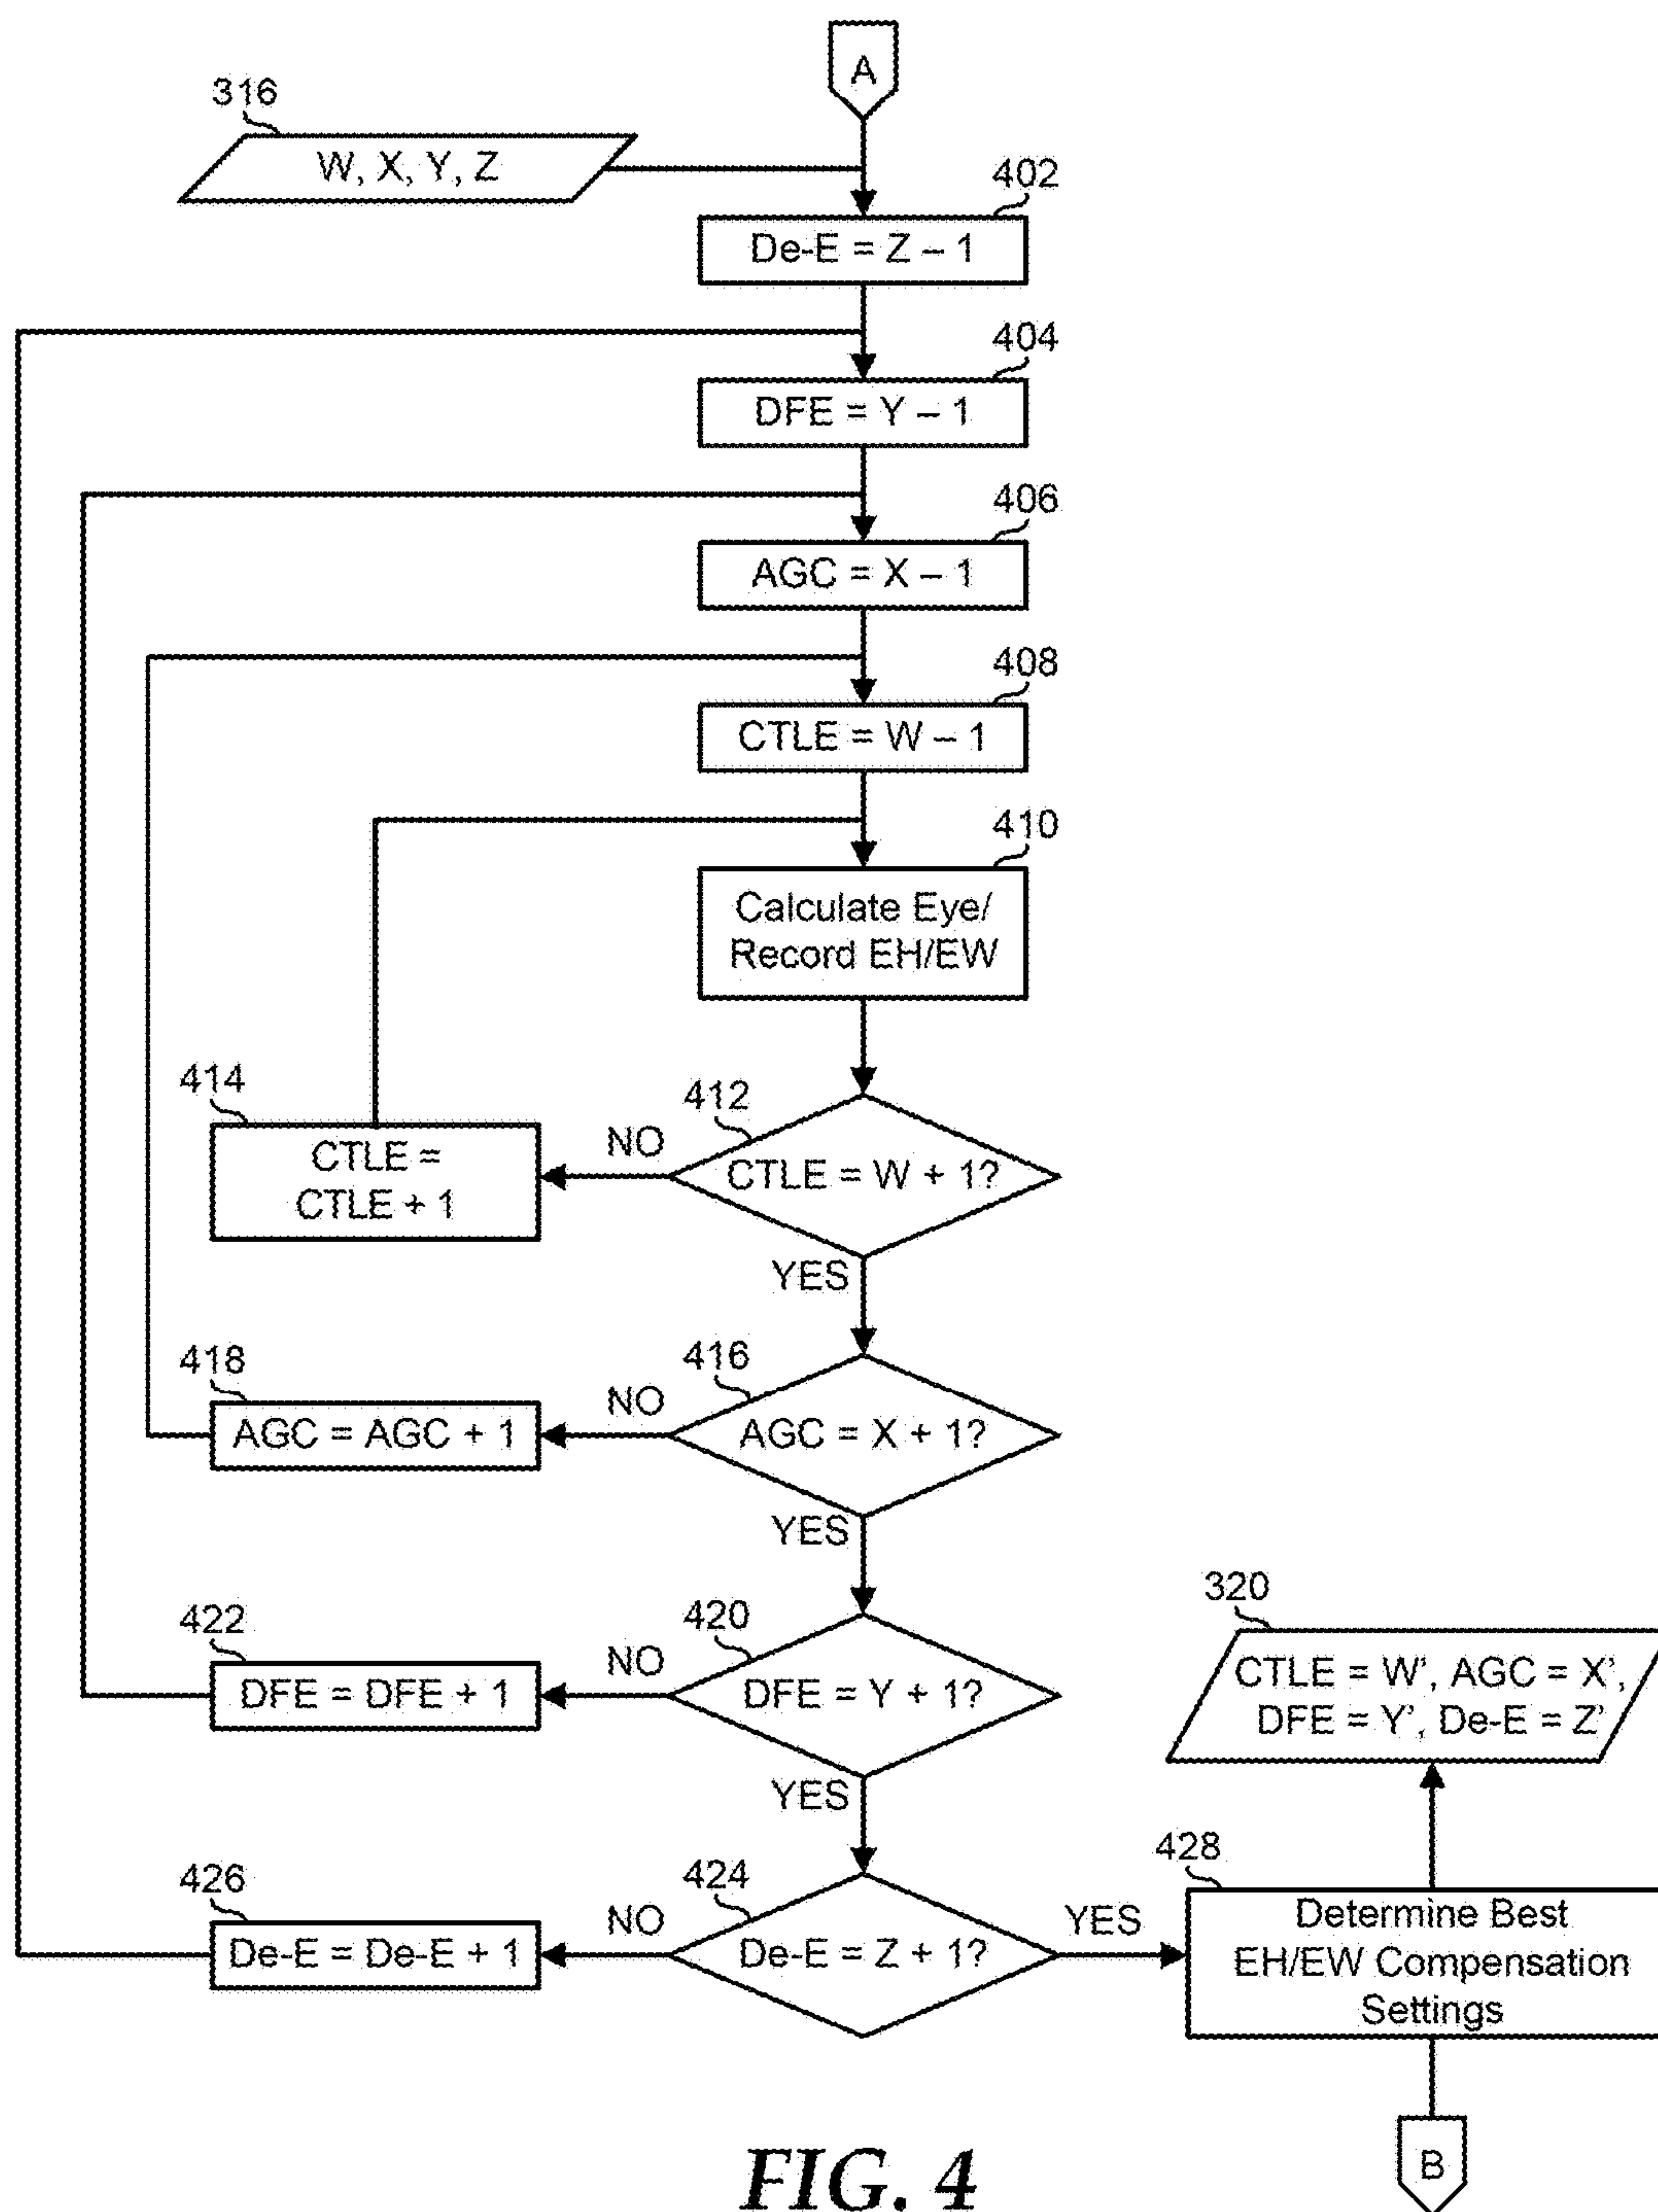 A
316
W, X, Y, Z
402
De-E = Z – 1
404
DFE = Y – 1
406
AGC = X – 1
408
CTLE = W – 1
410
Calculate Eye/
Record EH/EW
414
412
CTLE =
CTLE + 1
NO
CTLE = W + 1?
YES
418
416
AGC = AGC + 1
NO
AGC = X + 1?
YES
422
420
DFE = DFE + 1
NO
DFE = Y + 1?
YES
320
CTLE = W’, AGC = X’,
DFE = Y’, De-E = Z’
426
424
De-E = De-E + 1
NO
De-E = Z + 1?
YES
428
Determine Best
EH/EW Compensation
Settings
B
FIG. 4